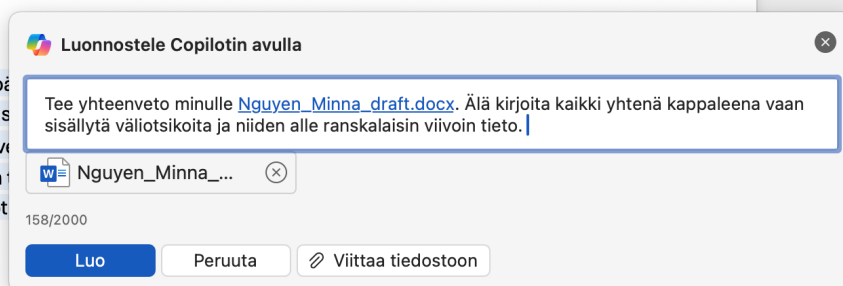 Luonnostele Copilotin avulla
Tee yhteenveto minulle Nguyen_Minna_draft.docx. Älä kirjoita kaikki yhtenä kappaleena vaan
sisällytä väliotsikoita ja niiden alle ranskalaisin viivoin tieto.
W
Nguyen_Minna_...
158/2000
Luo
Peruuta
Viittaa tiedostoon